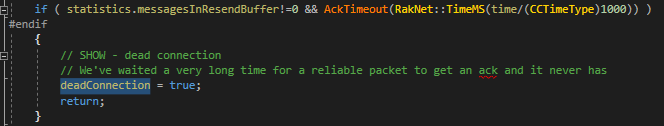 if ( statistics.messagesInResendBuffer!=0 && AckTimeout(RakNet::TimeMS(time/(CCTimeType)1000)) )
#endif
{
// SHOW - dead connection
// We've waited a very long time for a reliable packet to get an ack and it never has
deadConnection = true;
return;
}